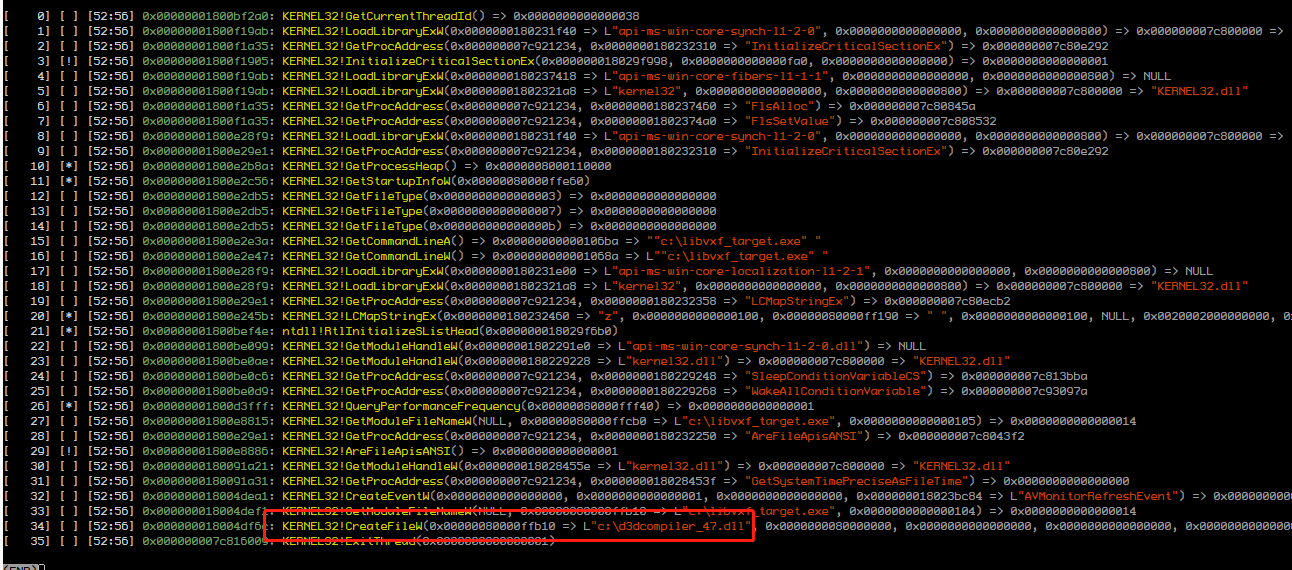 [ 0] [ ] [52:56] 0x00000001800bf2a0: KERNEL32!GetCurrentThreadId() => 0x0000000000000038
[ 1] [ ] [52:56] 0x00000001800f19ab: KERNEL32!LoadLibraryExW(0x0000000180231f40 => L"api-ms-win-core-synch-l1-2-0", 0x0000000000000000, 0x0000000000000800) => 0x000000007c800000 =>
[ 2] [ ] [52:56] 0x00000001800f1a35: KERNEL32!GetProcAddress(0x000000007c921234, 0x0000000180232310 => "InitializeCriticalSectionEx") => 0x000000007c80e292
[ 3] [!] [52:56] 0x00000001800f1905: KERNEL32!InitializeCriticalSectionEx(0x000000018029f998, 0x0000000000000fa0, 0x0000000000000000) => 0x0000000000000001
[ 4] [ ] [52:56] 0x00000001800f19ab: KERNEL32!LoadLibraryExW(0x0000000180237418 => L"api-ms-win-core-fibers-l1-1-1", 0x0000000000000000, 0x0000000000000800) => NULL
[ 5] [ ] [52:56] 0x00000001800f19ab: KERNEL32!LoadLibraryExW(0x00000001802321a8 => L"kernel32", 0x0000000000000000, 0x0000000000000800) => 0x000000007c800000 => "KERNEL32.dll"
[ 6] [ ] [52:56] 0x00000001800f1a35: KERNEL32!GetProcAddress(0x000000007c921234, 0x0000000180237460 => "FlsAlloc") => 0x000000007c80845a
[ 7] [ ] [52:56] 0x00000001800f1a35: KERNEL32!GetProcAddress(0x000000007c921234, 0x00000001802374a0 => "FlsSetValue") => 0x000000007c808532
[ 8] [ ] [52:56] 0x00000001800e28f9: KERNEL32!LoadLibraryExW(0x0000000180231f40 => L"api-ms-win-core-synch-l1-2-0", 0x0000000000000000, 0x0000000000000800) => 0x000000007c800000 =>
[ 9] [ ] [52:56] 0x00000001800e29e1: KERNEL32!GetProcAddress(0x000000007c921234, 0x0000000180232310 => "InitializeCriticalSectionEx") => 0x000000007c80e292
[ 10] [*] [52:56] 0x00000001800e2b8a: KERNEL32!GetProcessHeap() => 0x0000008000110000
[ 11] [*] [52:56] 0x00000001800e2c56: KERNEL32!GetStartupInfoW(0x00000080000ffe60)
[ 12] [ ] [52:56] 0x00000001800e2db5: KERNEL32!GetFileType(0x0000000000000003) => 0x0000000000000000
[ 13] [ ] [52:56] 0x00000001800e2db5: KERNEL32!GetFileType(0x0000000000000007) => 0x0000000000000000
[ 14] [ ] [52:56] 0x00000001800e2db5: KERNEL32!GetFileType(0x000000000000000b) => 0x0000000000000000
[ 15] [ ] [52:56] 0x00000001800e2e3a: KERNEL32!GetCommandLineA() => 0x00000000000106ba => ""c:\libvxf_target.exe" "
[ 16] [ ] [52:56] 0x00000001800e2e47: KERNEL32!GetCommandLineW() => 0x000000000001068a => L""c:\libvxf_target.exe" "
[ 17] [ ] [52:56] 0x00000001800e28f9: KERNEL32!LoadLibraryExW(0x0000000180231e00 => L"api-ms-win-core-localization-l1-2-1", 0x0000000000000000, 0x0000000000000800) => NULL
[ 18] [ ] [52:56] 0x00000001800e28f9: KERNEL32!LoadLibraryExW(0x00000001802321a8 => L"kernel32", 0x0000000000000000, 0x0000000000000800) => 0x000000007c800000 => "KERNEL32.dll"
[ 19] [ ] [52:56] 0x00000001800e29e1: KERNEL32!GetProcAddress(0x000000007c921234, 0x0000000180232358 => "LCMapStringEx") => 0x000000007c80ecb2
[ 20] [*] [52:56] 0x00000001800e245b: KERNEL32!LCMapStringEx(0x0000000180232460 => "z", 0x0000000000000100, 0x00000080000ff190 => " ", 0x0000000000000100, NULL, 0x0020002000000000, 0
[ 21] [*] [52:56] 0x00000001800bef4e: ntdll!RtlInitializeSListHead(0x000000018029f6b0)
[ 22] [ ] [52:56] 0x00000001800be099: KERNEL32!GetModuleHandleW(0x00000001802291e0 => L"api-ms-win-core-synch-l1-2-0.dll") => NULL
[ 23] [ ] [52:56] 0x00000001800be0ae: KERNEL32!GetModuleHandleW(0x0000000180229228 => L"kernel32.dll") => 0x000000007c800000 => "KERNEL32.dll"
[ 24] [ ] [52:56] 0x00000001800be0c6: KERNEL32!GetProcAddress(0x000000007c921234, 0x0000000180229248 => "SleepConditionVariableCS") => 0x000000007c813bba
[ 25] [ ] [52:56] 0x00000001800be0d9: KERNEL32!GetProcAddress(0x000000007c921234, 0x0000000180229268 => "WakeAllConditionVariable") => 0x000000007c93097a
[ 26] [*] [52:56] 0x00000001800d3fff: KERNEL32!QueryPerformanceFrequency(0x00000080000fff40) => 0x0000000000000001
[ 27] [ ] [52:56] 0x00000001800e8815: KERNEL32!GetModuleFileNameW(NULL, 0x00000080000ffcb0 => L"c:\libvxf_target.exe", 0x0000000000000105) => 0x0000000000000014
[ 28] [ ] [52:56] 0x00000001800e29e1: KERNEL32!GetProcAddress(0x000000007c921234, 0x0000000180232250 => "AreFileApisANSI") => 0x000000007c8043f2
[ 29] [!] [52:56] 0x00000001800e8886: KERNEL32!AreFileApisANSI() => 0x0000000000000001
[ 30] [ ] [52:56] 0x0000000180091a21: KERNEL32!GetModuleHandleW(0x000000018028455e => L"kernel32.dll") => 0x000000007c800000 => "KERNEL32.dll"
[ 31] [ ] [52:56] 0x0000000180091a31: KERNEL32!GetProcAddress(0x000000007c921234, 0x000000018028453f => "GetSystemTimePreciseAsFileTime") => 0x0000000000000000
[ 32] [ ] [52:56] 0x000000018004dea1: KERNEL32!CreateEventW(0x0000000000000000, 0x0000000000000001, 0x0000000000000000, 0x000000018023bc84 => L"AVMonitorRefreshEvent") => 0x00000000
[ 33] [ ] [52:56] KERNEL32!GetModuleFileNameW(NULL, 0x00000080000ffb10 => L"c:\libvxf_target.exe", 0x0000000000000104) => 0x0000000000000014
[ 34] [ ] [52:56] KERNEL32!CreateFileW(0x00000080000ffb10 => L"c:\d3dcompiler_47.dll", 0x0000000080000000, 0x0000000000000000, 0x0000000000000000, 0x000
[ 35] [ ] [52:56] 0x000000007c816009: KERNEL32!ExitThread(0x0000000000000001)
(END)